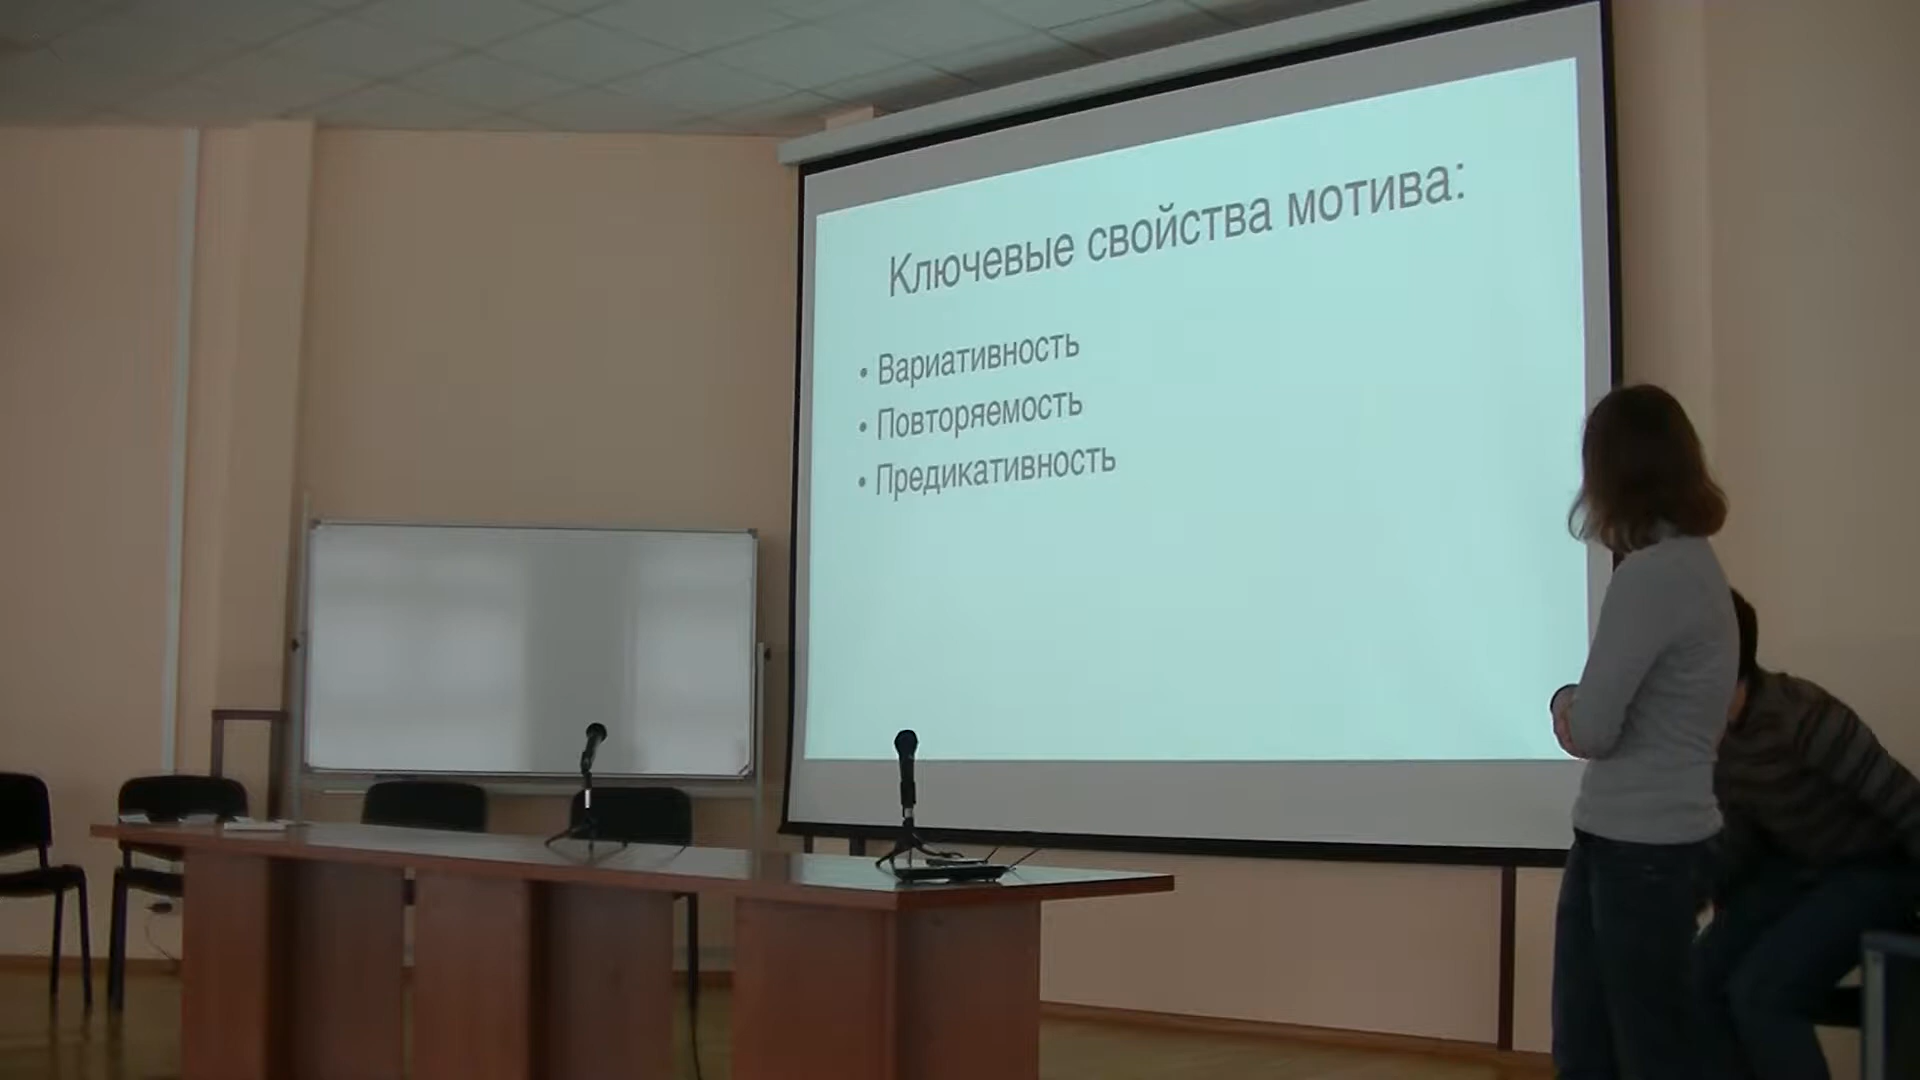 Ключевые свойства мотива:
• Вариативность
• Повторяемость
• Предикативность